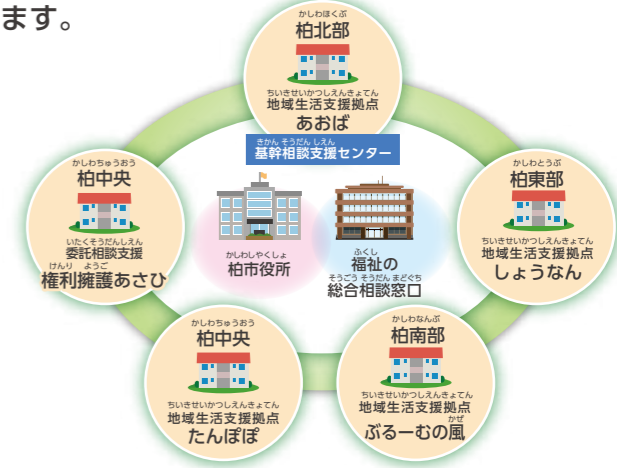 ます。
かしわほくぶ
柏北部
ちいきせいかつしえんきょてん
地域生活支援拠点
あおば
きかん そうだん しえん
基幹相談支援センター
かしわちゅうおう
柏中央
いたくそうだんしえん
委託相談支援
けんり ようご
権利擁護あさひ
かしわしやくしょ
柏市役所
ふくし
福祉の
そうごう そうだん まどぐち
総合相談窓口
かしわとうぶ
柏東部
ちいきせいかつしえんきょてん
地域生活支援拠点
しょうなん
かしわちゅうおう
柏中央
ちいきせいかつしえんきょてん
地域生活支援拠点
たんぽぽ
かしわなんぶ
柏南部
ちいきせいかつしえんきょてん
地域生活支援拠点
かぜ
ぶるーむの風